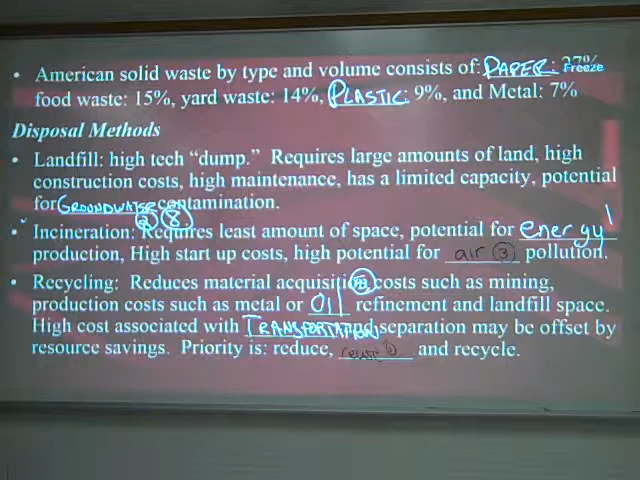 • American solid waste by type and volume consists of: PAPER: 37% Freeze
food waste: 15%, yard waste: 14%, PLASTIC: 9%, and Metal: 7%
Disposal Methods
• Landfill: high tech “dump.” Requires large amounts of land, high
construction costs, high maintenance, has a limited capacity, potential
for GROUNDWATER contamination.
② ⑧
• Incineration: Requires least amount of space, potential for energy 1
production, High start up costs, high potential for air ③ pollution.
• Recycling: Reduces material acquisition costs such as mining,
production costs such as metal or OIL refinement and landfill space.
High cost associated with TRANSPORTATION and separation may be offset by
resource savings. Priority is: reduce, reuse and recycle.